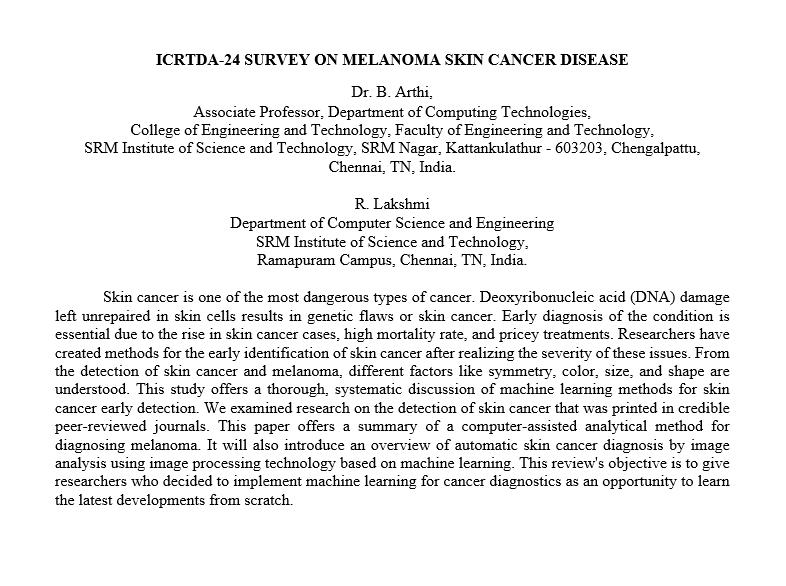 ICRTDA-24 SURVEY ON MELANOMA SKIN CANCER DISEASE
Dr. B. Arthi,
Associate Professor, Department of Computing Technologies,
College of Engineering and Technology, Faculty of Engineering and Technology,
SRM Institute of Science and Technology, SRM Nagar, Kattankulathur - 603203, Chengalpattu,
Chennai, TN, India.
R. Lakshmi
Department of Computer Science and Engineering
SRM Institute of Science and Technology,
Ramapuram Campus, Chennai, TN, India.
Skin cancer is one of the most dangerous types of cancer. Deoxyribonucleic acid (DNA) damage
left unrepaired in skin cells results in genetic flaws or skin cancer. Early diagnosis of the condition is
essential due to the rise in skin cancer cases, high mortality rate, and pricey treatments. Researchers have
created methods for the early identification of skin cancer after realizing the severity of these issues. From
the detection of skin cancer and melanoma, different factors like symmetry, color, size, and shape are
understood. This study offers a thorough, systematic discussion of machine learning methods for skin
cancer early detection. We examined research on the detection of skin cancer that was printed in credible
peer-reviewed journals. This paper offers a summary of a computer-assisted analytical method for
diagnosing melanoma. It will also introduce an overview of automatic skin cancer diagnosis by image
analysis using image processing technology based on machine learning. This review's objective is to give
researchers who decided to implement machine learning for cancer diagnostics as an opportunity to learn
the latest developments from scratch.